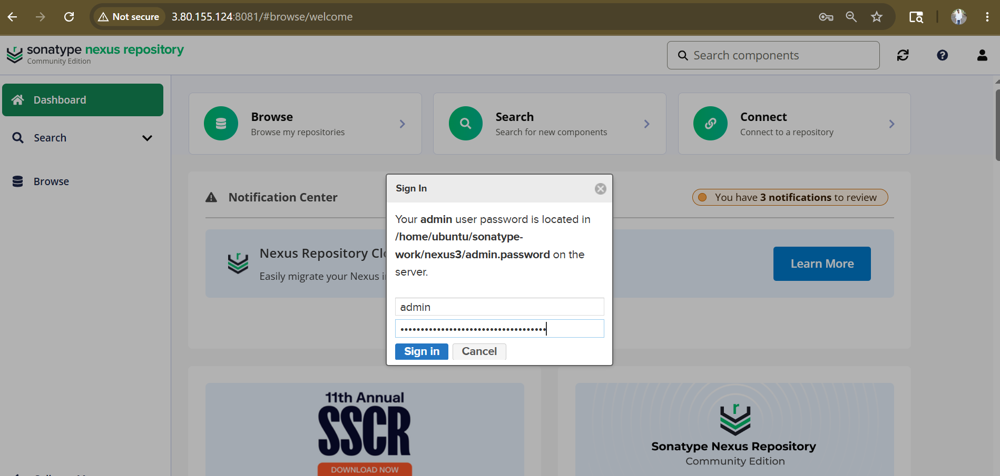 Not secure
3.80.155.124:8081/#browse/welcome
sonatype nexus repository
Community Edition
Search components
Dashboard
Search
Browse
Browse
Browse my repositories
Search
Search for new components
Connect
Connect to a repository
Notification Center
You have 3 notifications to review
Nexus Repository
Easily migrate your Nexus
Learn More
Sign In
Your admin user password is located in
/home/ubuntu/sonatype-
work/nexus3/admin.password on the
server.
admin
••••••••••••••••••••••••••••••••••••
Sign in
Cancel
11th Annual
SSCR
DOWNLOAD NOW
r
Sonatype Nexus Repository
Community Edition